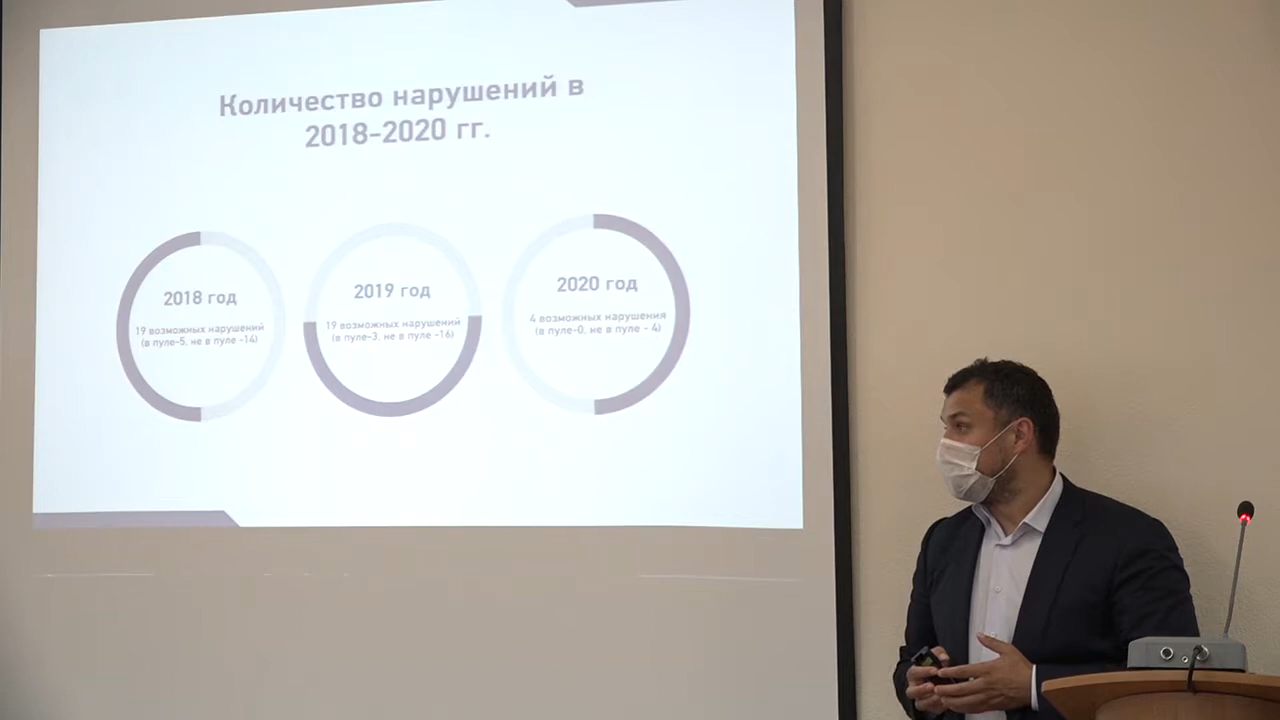 Количество нарушений в
2018-2020 гг.
2018 год
19 возможных нарушений
(в пуле-5, не в пуле -14)
2019 год
19 возможных нарушений
(в пуле-3, не в пуле -16)
2020 год
4 возможных нарушения
(в пуле-0, не в пуле - 4)